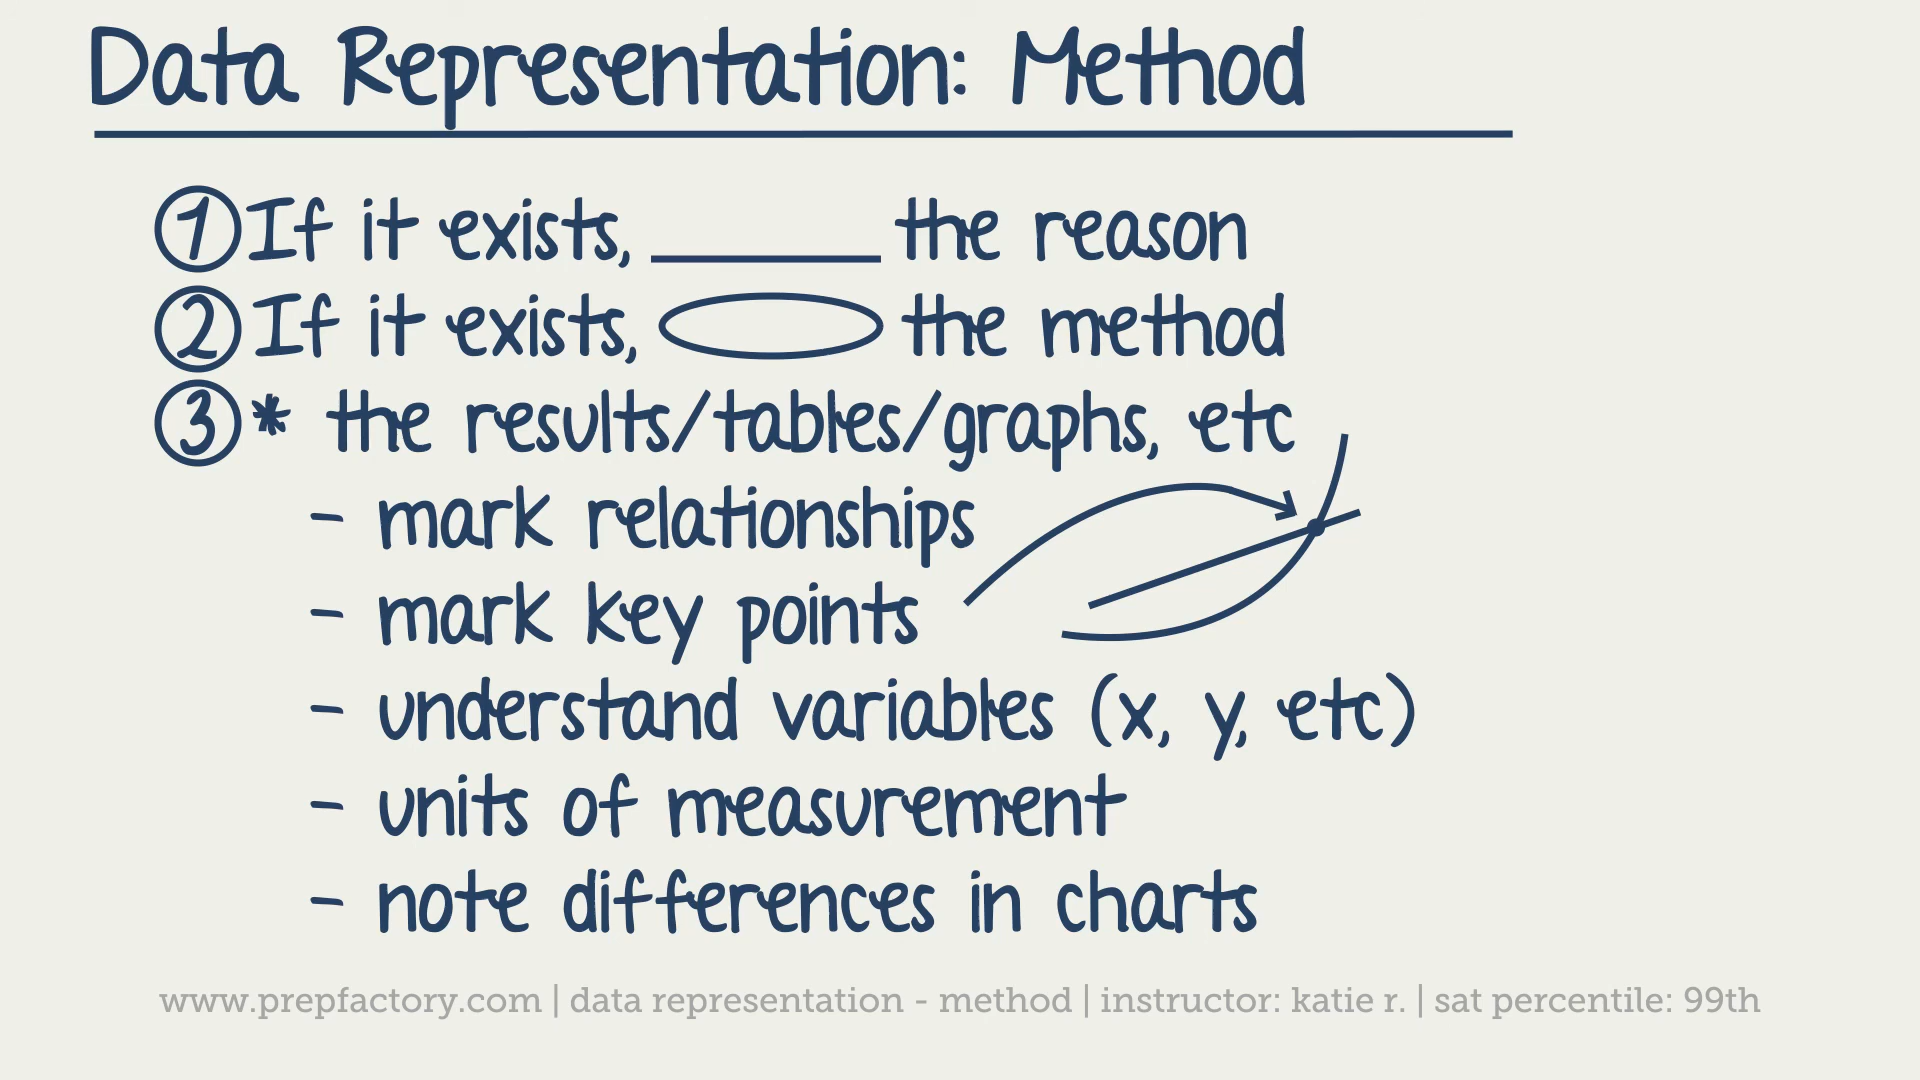 Data Representation: Method
1 If it exists, ______ the reason
2 If it exists, the method
3 * the results/tables/graphs, etc
- mark relationships
- mark key points
- understand variables (x, y, etc)
- units of measurement
- note differences in charts
www.prepfactory.com | data representation - method | instructor: katie r. | sat percentile: 99th